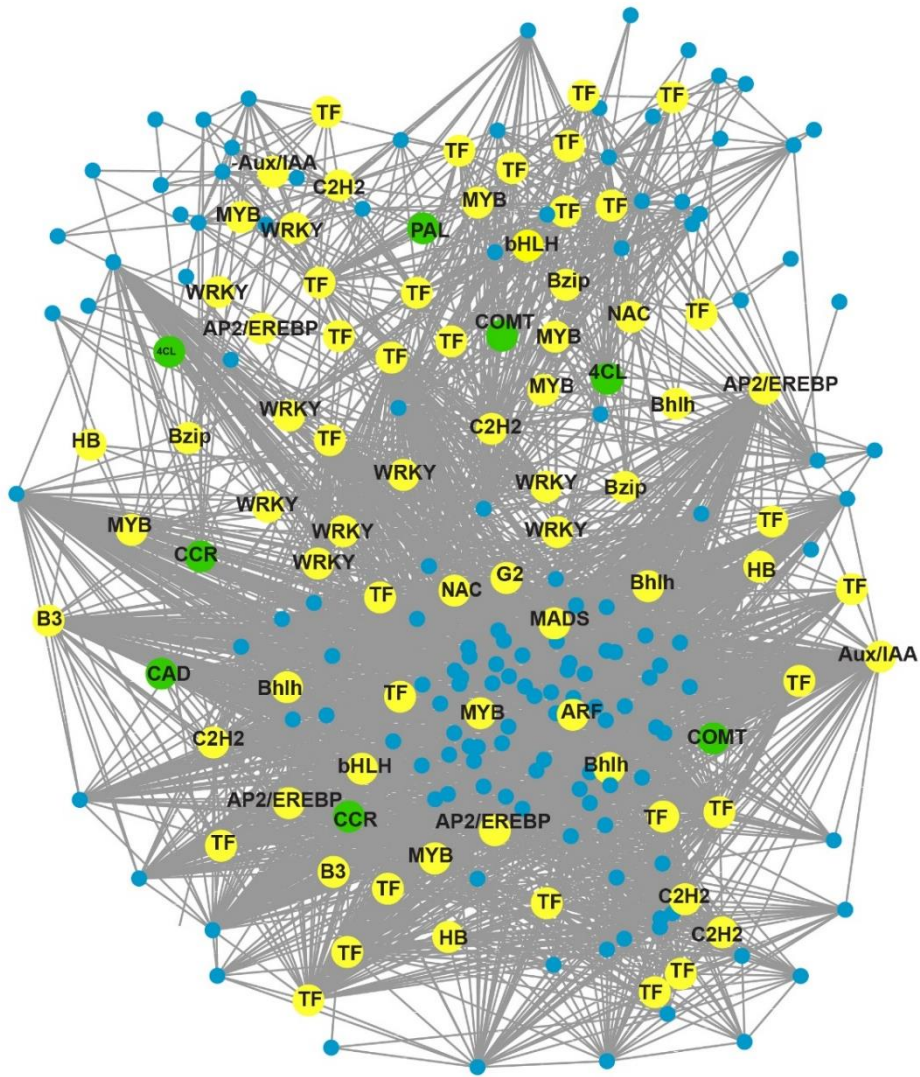 TF
TF
TF
TF
TF
-Aux/IAA
TF
C2H2
MYB
MYB
TF
TF
WRKY
PAL
bHLH
TF
Bzip
WRKY
TF
NAC
TF
AP2/EREBP
TF
COMT
MYB
TF
4CL
TF
4CL
MYB
AP2/EREBP
Bhlh
WRKY
C2H2
HB
Bzip
TF
WRKY
WRKY
Bzip
WRKY
MYB
WRKY
WRKY
TF
CCR
WRKY
HB
G2
NAC
TF
Bhlh
TF
B3
MADS
Aux/IAA
CAD
Bhlh
TF
TF
MYB
ARF
C2H2
COMT
bHLH
Bhlh
AP2/EREBP
CCR
TF
TF
AP2/EREBP
TF
MYB
B3
TF
TF
C2H2
HB
C2H2
TF
TF
TF
TF